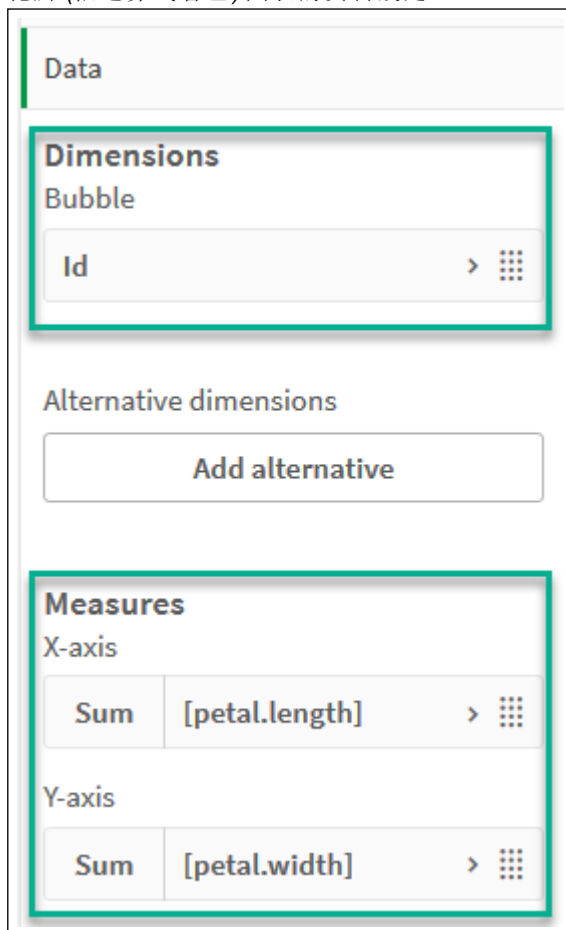 Data
Dimensions
Bubble
Id
Alternative dimensions
Add alternative
Measures
X-axis
Sum [petal.length]
Y-axis
Sum [petal.width]